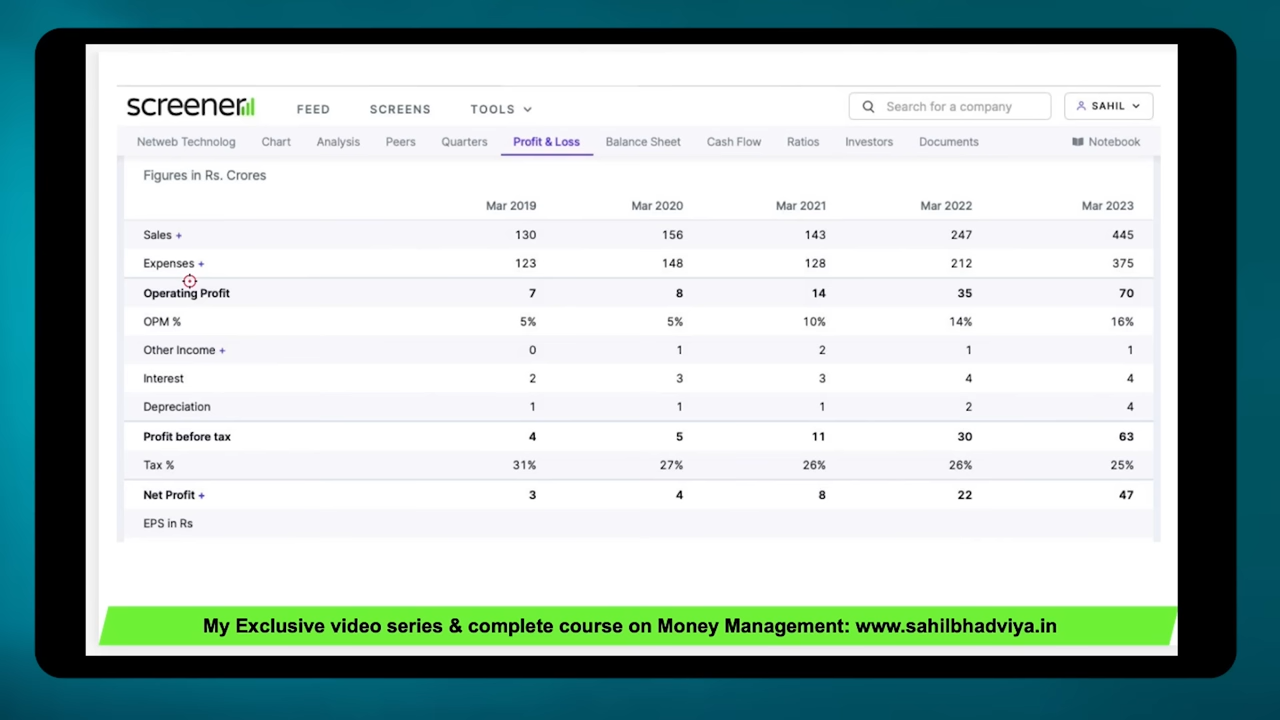 screener FEED SCREENS TOOLS Search for a company SAHIL
Netweb Technolog Chart Analysis Peers Quarters Profit & Loss Balance Sheet Cash Flow Ratios Investors Documents Notebook
Figures in Rs. Crores
Mar 2019 Mar 2020 Mar 2021 Mar 2022 Mar 2023
Sales + 130 156 143 247 445
Expenses + 123 148 128 212 375
Operating Profit 7 8 14 35 70
OPM % 5% 5% 10% 14% 16%
Other Income + 0 1 2 1 1
Interest 2 3 3 4 4
Depreciation 1 1 1 2 4
Profit before tax 4 5 11 30 63
Tax % 31% 27% 26% 26% 25%
Net Profit + 3 4 8 22 47
EPS in Rs
My Exclusive video series & complete course on Money Management: www.sahilbhadviya.in